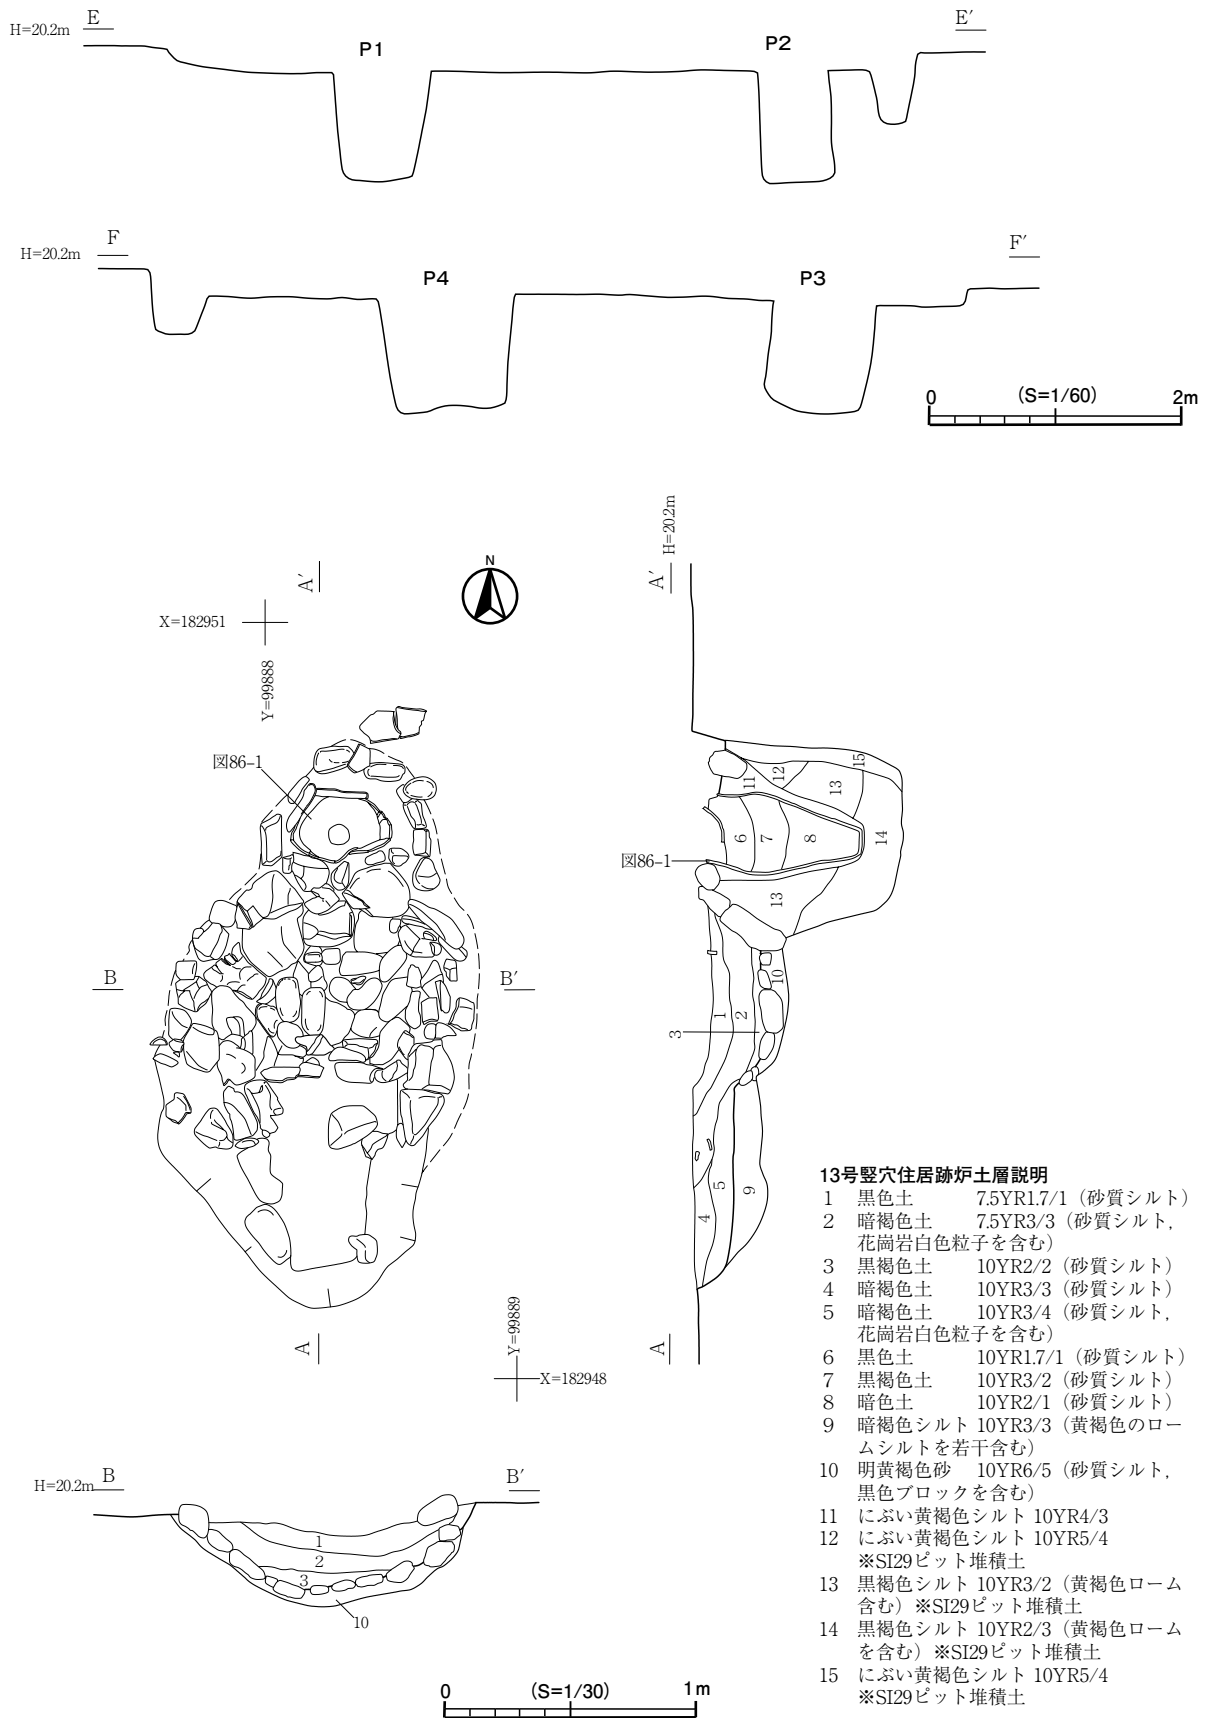 H=20.2m E E′
P1 P2
H=20.2m F F′
P4 P3
0 (S=1/60) 2m
A′
N
X=182951
Y=99888
図86-1
B B′
A
Y=99889
X=182948
H=20.2m
A′
15
12
11
13
14
6 7 8
図86-1
13
10
1 2
3
5 9
4
A
13号竪穴住居跡炉土層説明
1 黒色土 7.5YR1.7/1（砂質シルト）
2 暗褐色土 7.5YR3/3（砂質シルト，
花崗岩白色粒子を含む）
3 黒褐色土 10YR2/2（砂質シルト）
4 暗褐色土 10YR3/3（砂質シルト）
5 暗褐色土 10YR3/4（砂質シルト，
花崗岩白色粒子を含む）
6 黒色土 10YR1.7/1（砂質シルト）
7 黒褐色土 10YR3/2（砂質シルト）
8 暗色土 10YR2/1（砂質シルト）
9 暗褐色シルト 10YR3/3（黄褐色のロー
ムシルトを若干含む）
10 明黄褐色砂 10YR6/5（砂質シルト，
黒色ブロックを含む）
11 にぶい黄褐色シルト 10YR4/3
12 にぶい黄褐色シルト 10YR5/4
※SI29ピット堆積土
13 黒褐色シルト 10YR3/2（黄褐色ローム
含む）※SI29ピット堆積土
14 黒褐色シルト 10YR2/3（黄褐色ローム
を含む）※SI29ピット堆積土
15 にぶい黄褐色シルト 10YR5/4
※SI29ピット堆積土
H=20.2m B B′
1
2
3
10
0 (S=1/30) 1m